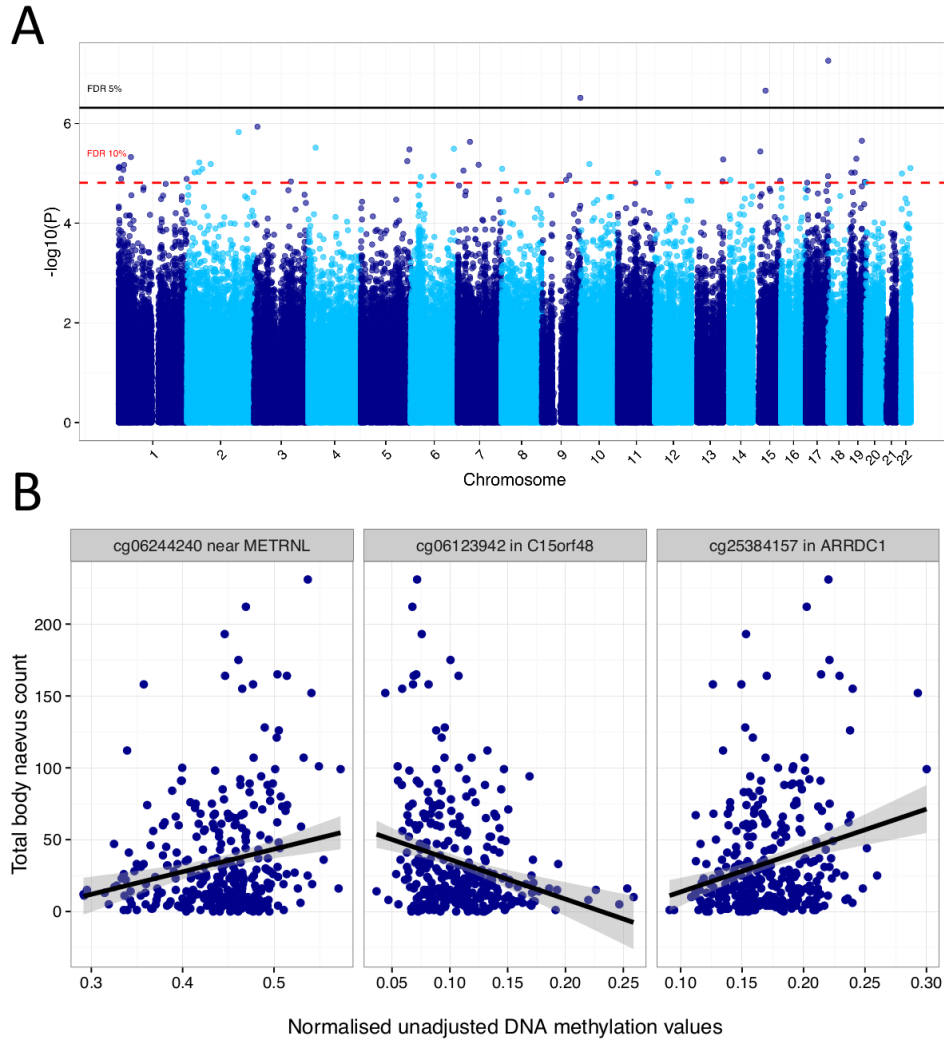 A
FDR 5%
6
FDR 10%
4
2
0
-log10(P)
1 2 3 4 5 6 7 8 9 10 11 12 13 14 15 16 17 18 19 20 21 22
Chromosome
B
cg06244240 near METRNL cg06123942 in C15orf48 cg25384157 in ARRDC1
200
150
100
50
0
Total body naevus count
0.3 0.4 0.5 0.05 0.10 0.15 0.20 0.25 0.10 0.15 0.20 0.25 0.30
Normalised unadjusted DNA methylation values